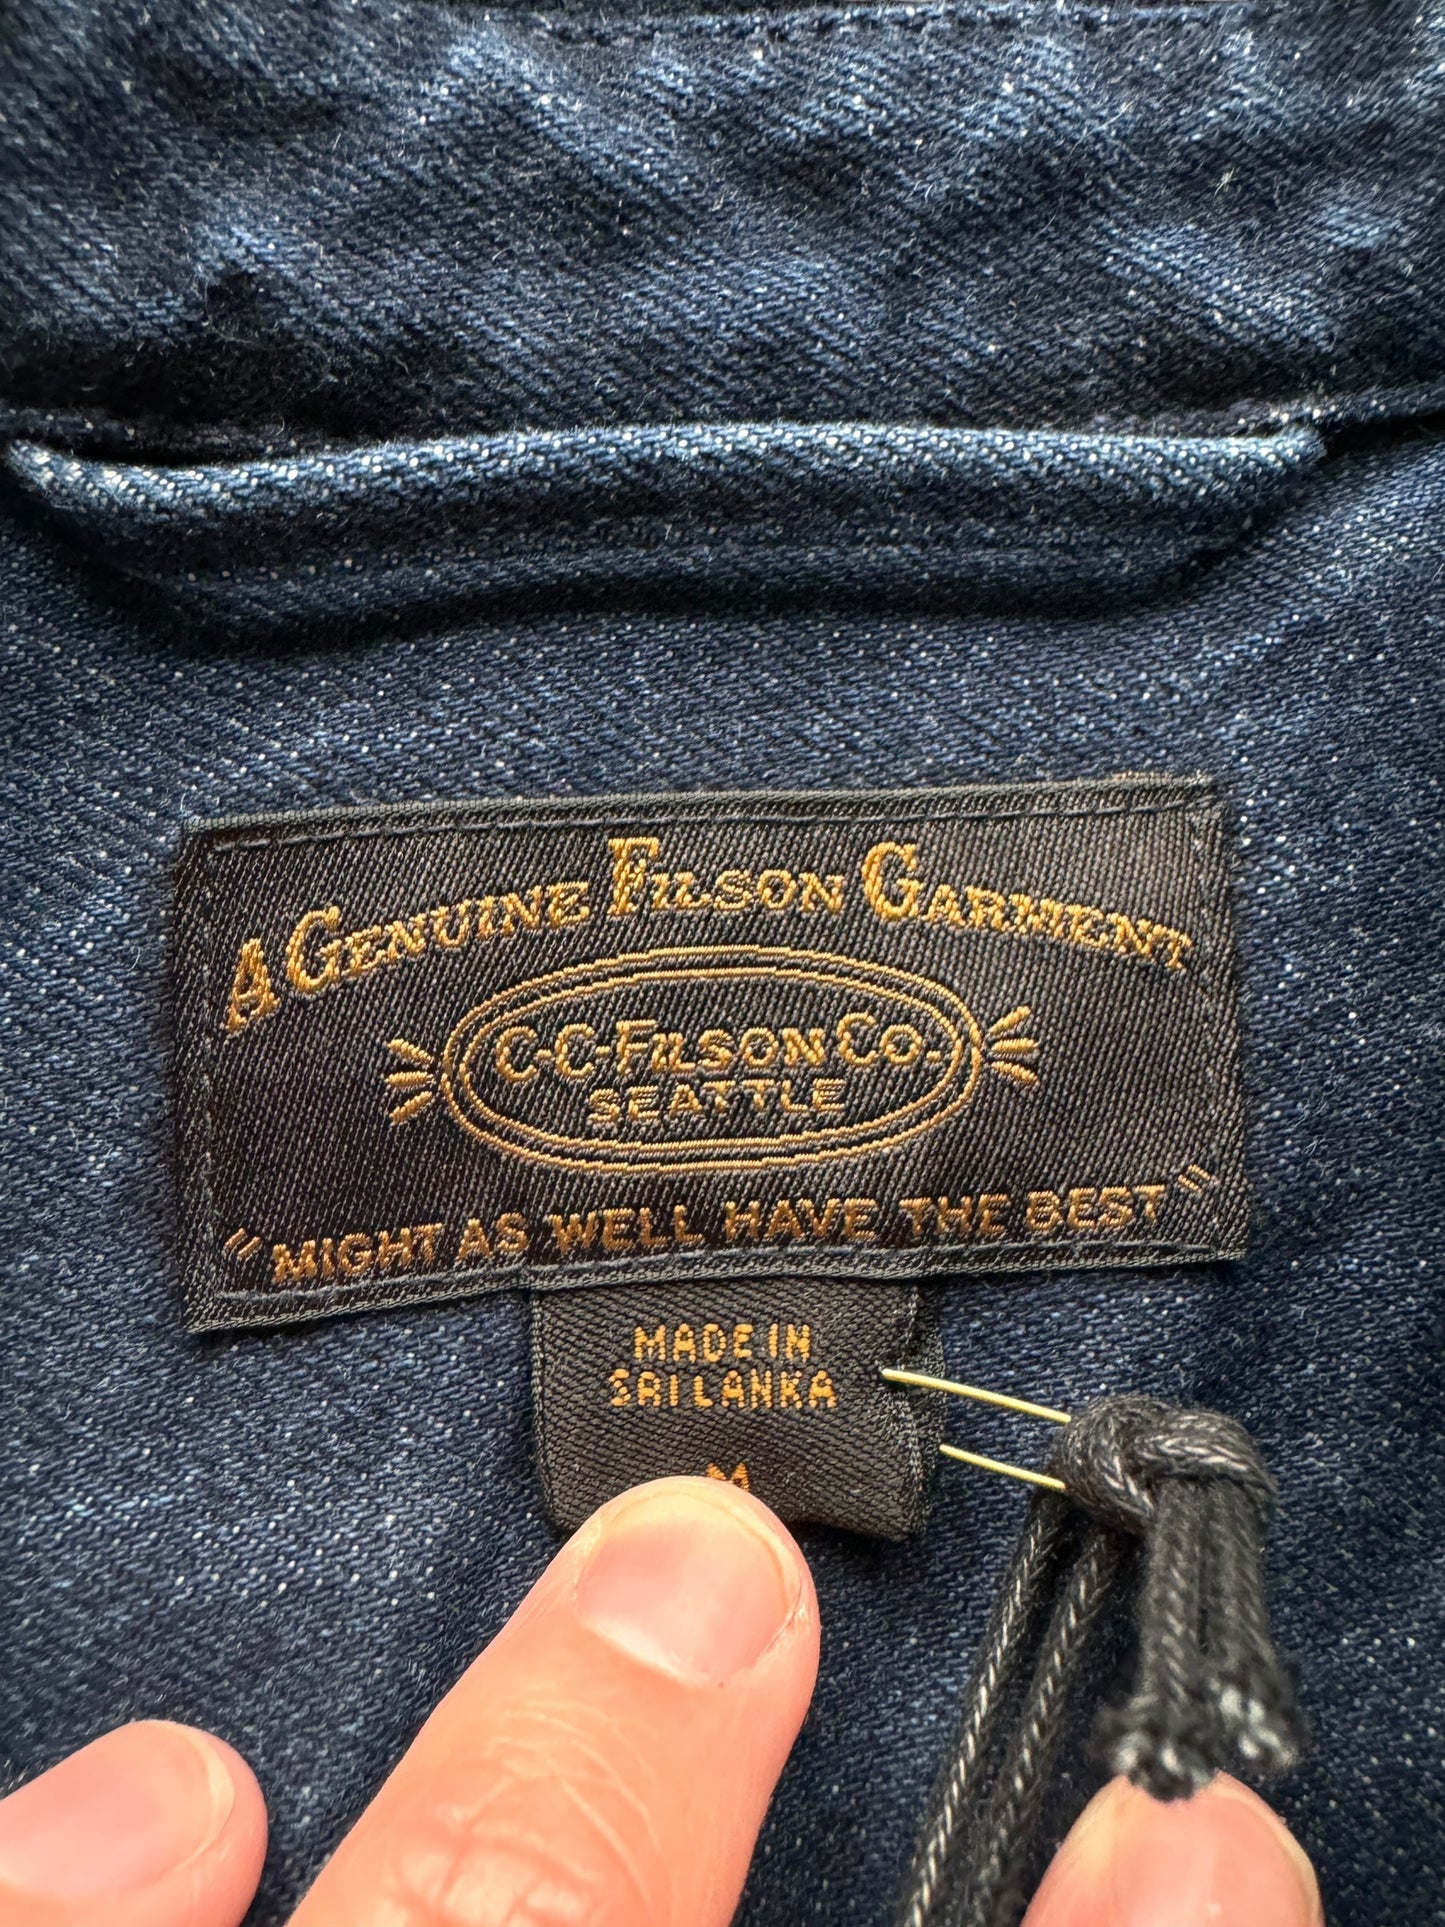 A GENUINE FILSON GARMENT
C-C-FILSON CO.
SEATTLE
"MIGHT AS WELL HAVE THE BEST"
MADE IN
SRI LANKA
M